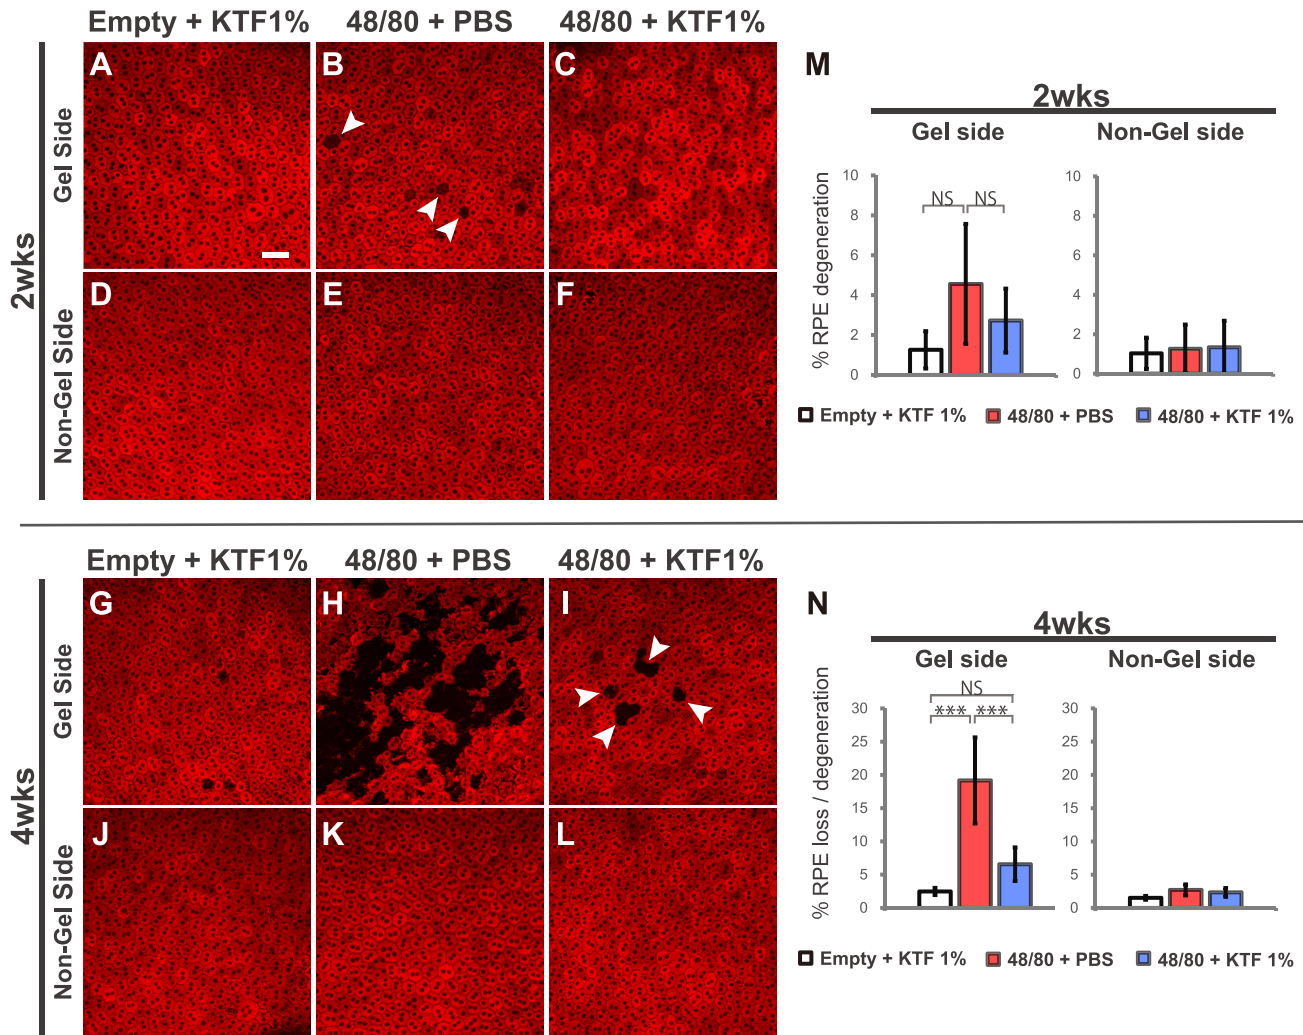 Empty + KTF1%
48/80 + PBS
48/80 + KTF1%
2wks
Gel Side
Non-Gel Side
A
B
C
D
E
F
M
2wks
Gel side
Non-Gel side
% RPE degeneration
10
8
6
4
2
0
NS
NS
10
8
6
4
2
0
Empty + KTF 1%
48/80 + PBS
48/80 + KTF 1%
Empty + KTF1%
48/80 + PBS
48/80 + KTF1%
4wks
Gel Side
Non-Gel Side
G
H
I
J
K
L
N
4wks
Gel side
Non-Gel side
% RPE loss / degeneration
30
25
20
15
10
5
0
NS
***
***
30
25
20
15
10
5
0
Empty + KTF 1%
48/80 + PBS
48/80 + KTF 1%